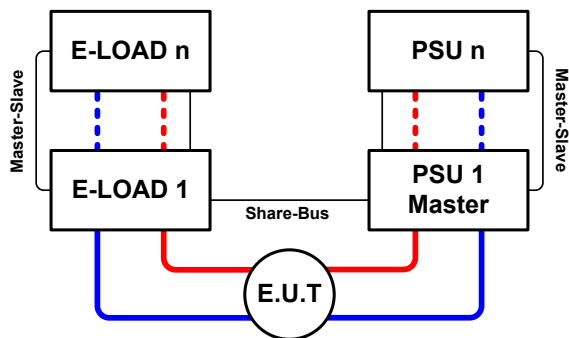 E-LOAD n
PSU n
Master-Slave
Master-Slave
E-LOAD 1
PSU 1
Master
Share-Bus
E.U.T